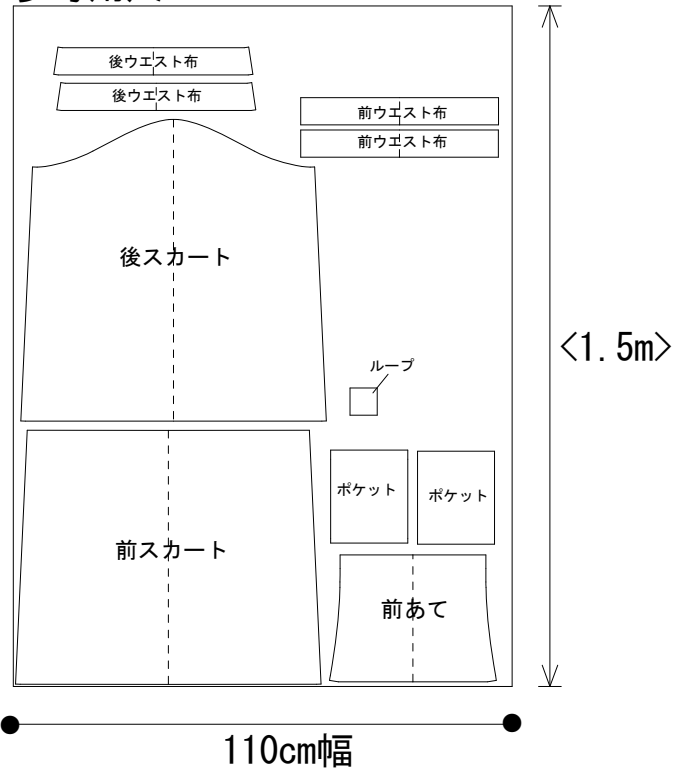 後ウエスト布
後ウエスト布
前ウエスト布
前ウエスト布
後スカート
<1.5m>
ループ
ポケット
ポケット
前スカート
前あて
110cm幅